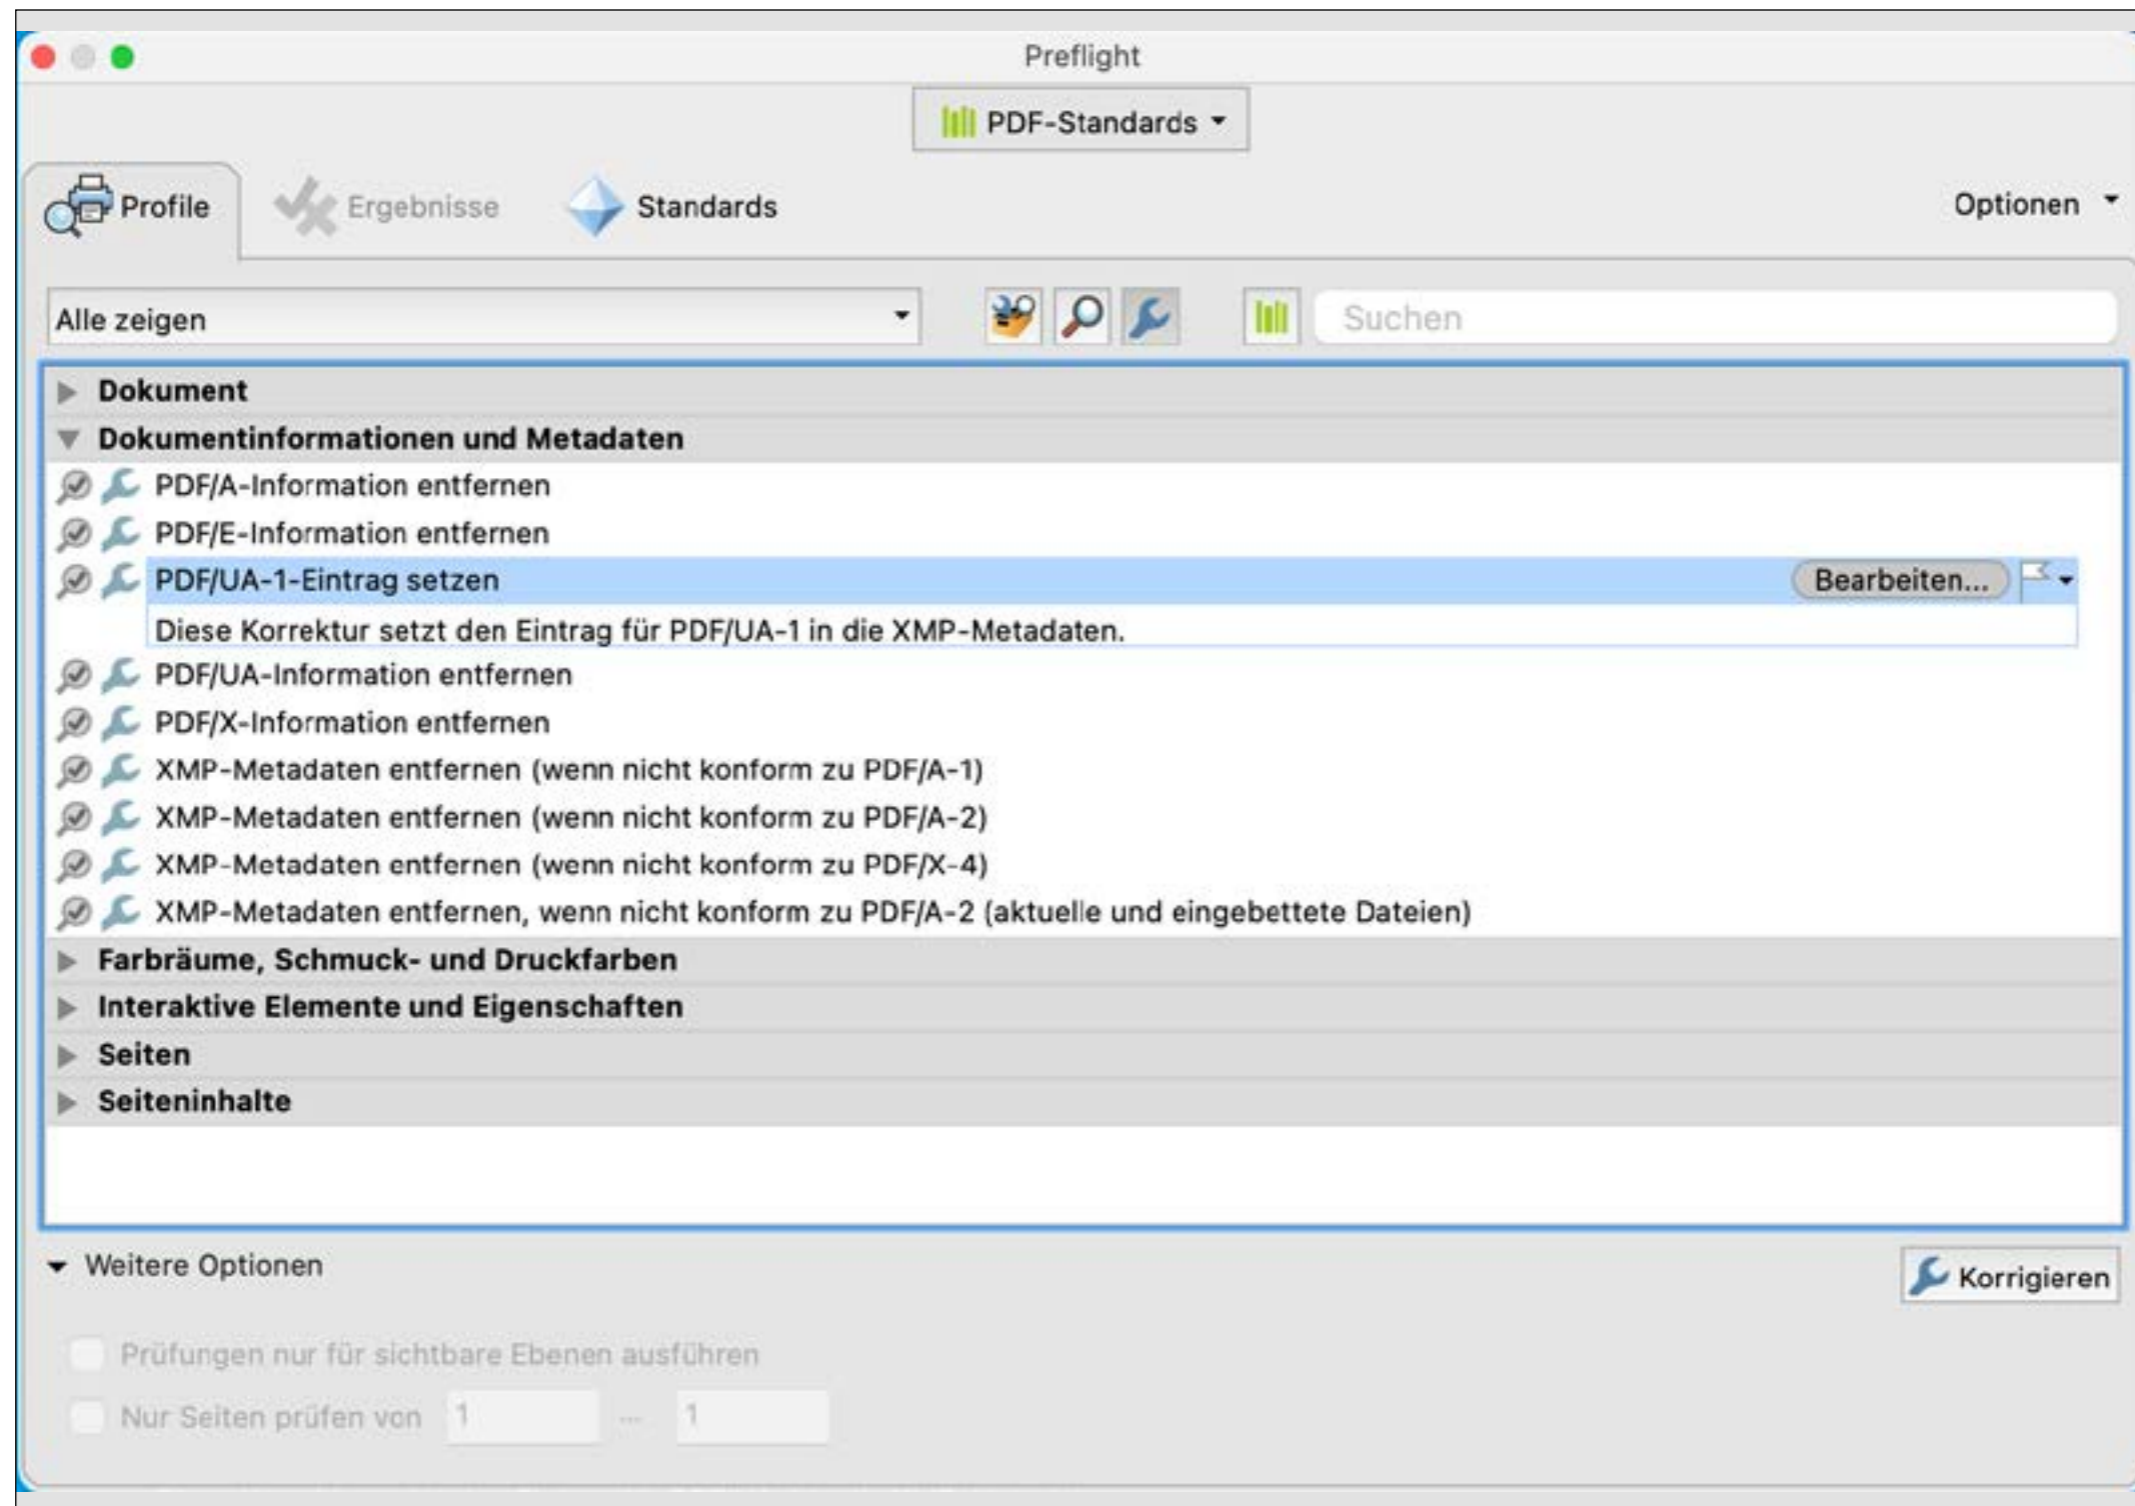 Preflight
PDF-Standards
Profile
Ergebnisse
Standards
Optionen
Alle zeigen
Suchen
Dokument
Dokumentinformationen und Metadaten
PDF/A-Information entfernen
PDF/E-Information entfernen
PDF/UA-1-Eintrag setzen
Bearbeiten...
Diese Korrektur setzt den Eintrag für PDF/UA-1 in die XMP-Metadaten.
PDF/UA-Information entfernen
PDF/X-Information entfernen
XMP-Metadaten entfernen (wenn nicht konform zu PDF/A-1)
XMP-Metadaten entfernen (wenn nicht konform zu PDF/A-2)
XMP-Metadaten entfernen (wenn nicht konform zu PDF/X-4)
XMP-Metadaten entfernen, wenn nicht konform zu PDF/A-2 (aktuelle und eingebettete Dateien)
Farbräume, Schmuck- und Druckfarben
Interaktive Elemente und Eigenschaften
Seiten
Seiteninhalte
Weitere Optionen
Korrigieren
Prüfungen nur für sichtbare Ebenen ausführen
Nur Seiten prüfen von 1 ... 1